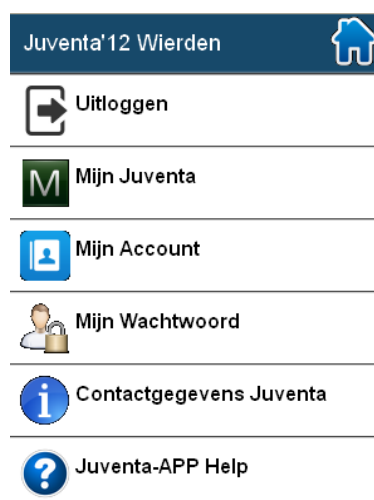 Juventa'12 Wierden
Uitloggen
M Mijn Juventa
Mijn Account
Mijn Wachtwoord
i Contactgegevens Juventa
? Juventa-APP Help